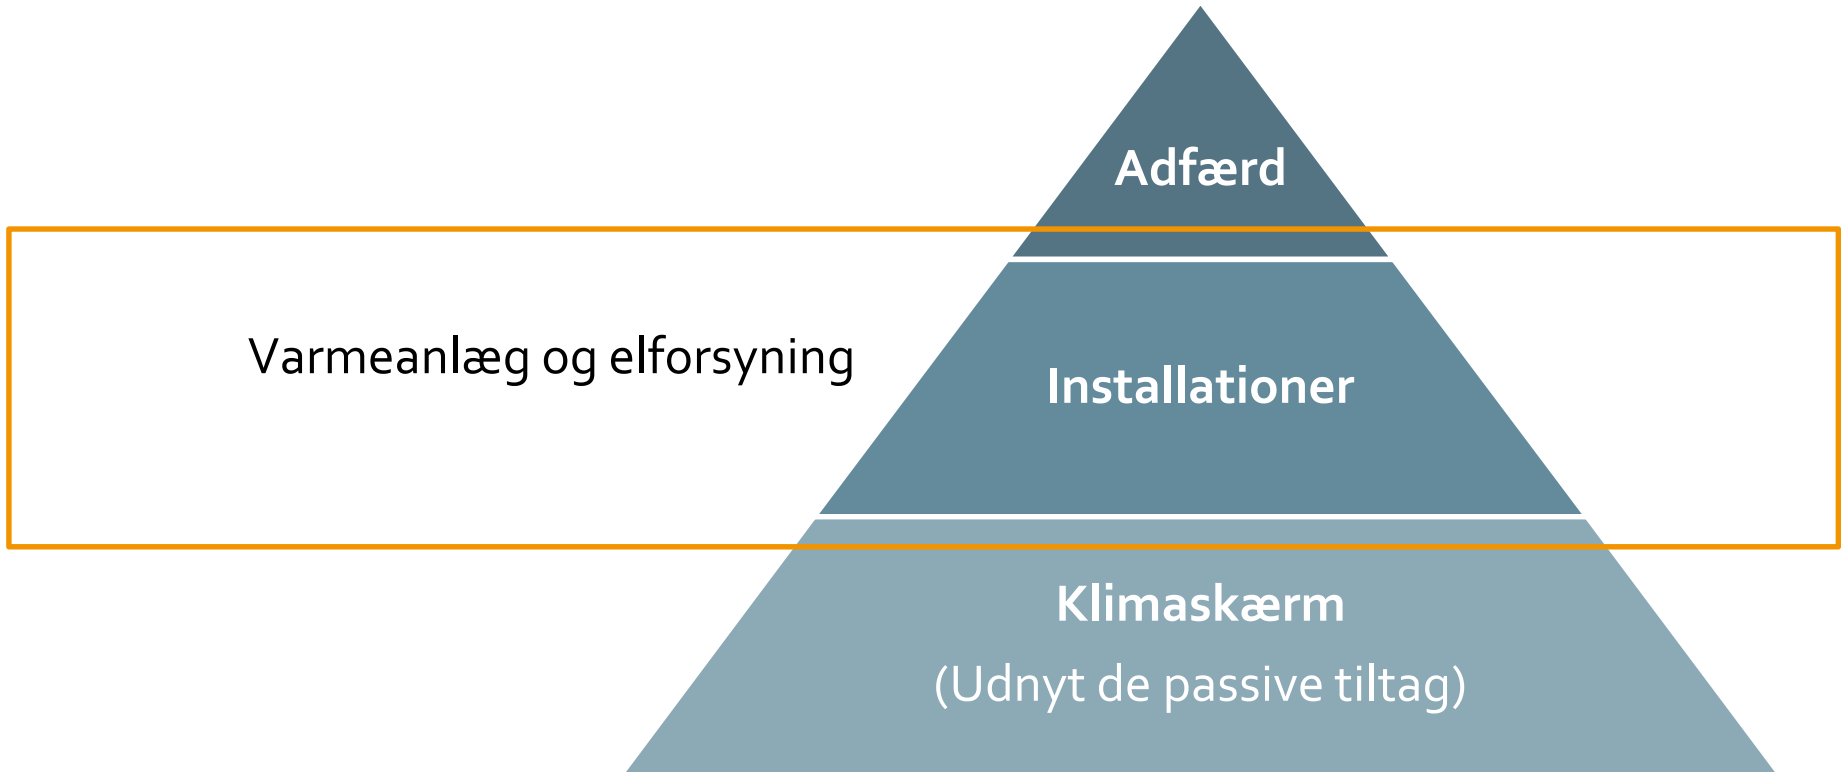 Adfærd
Varmeanlæg og elforsyning
Installationer
Klimaskærm
(Udnyt de passive tiltag)